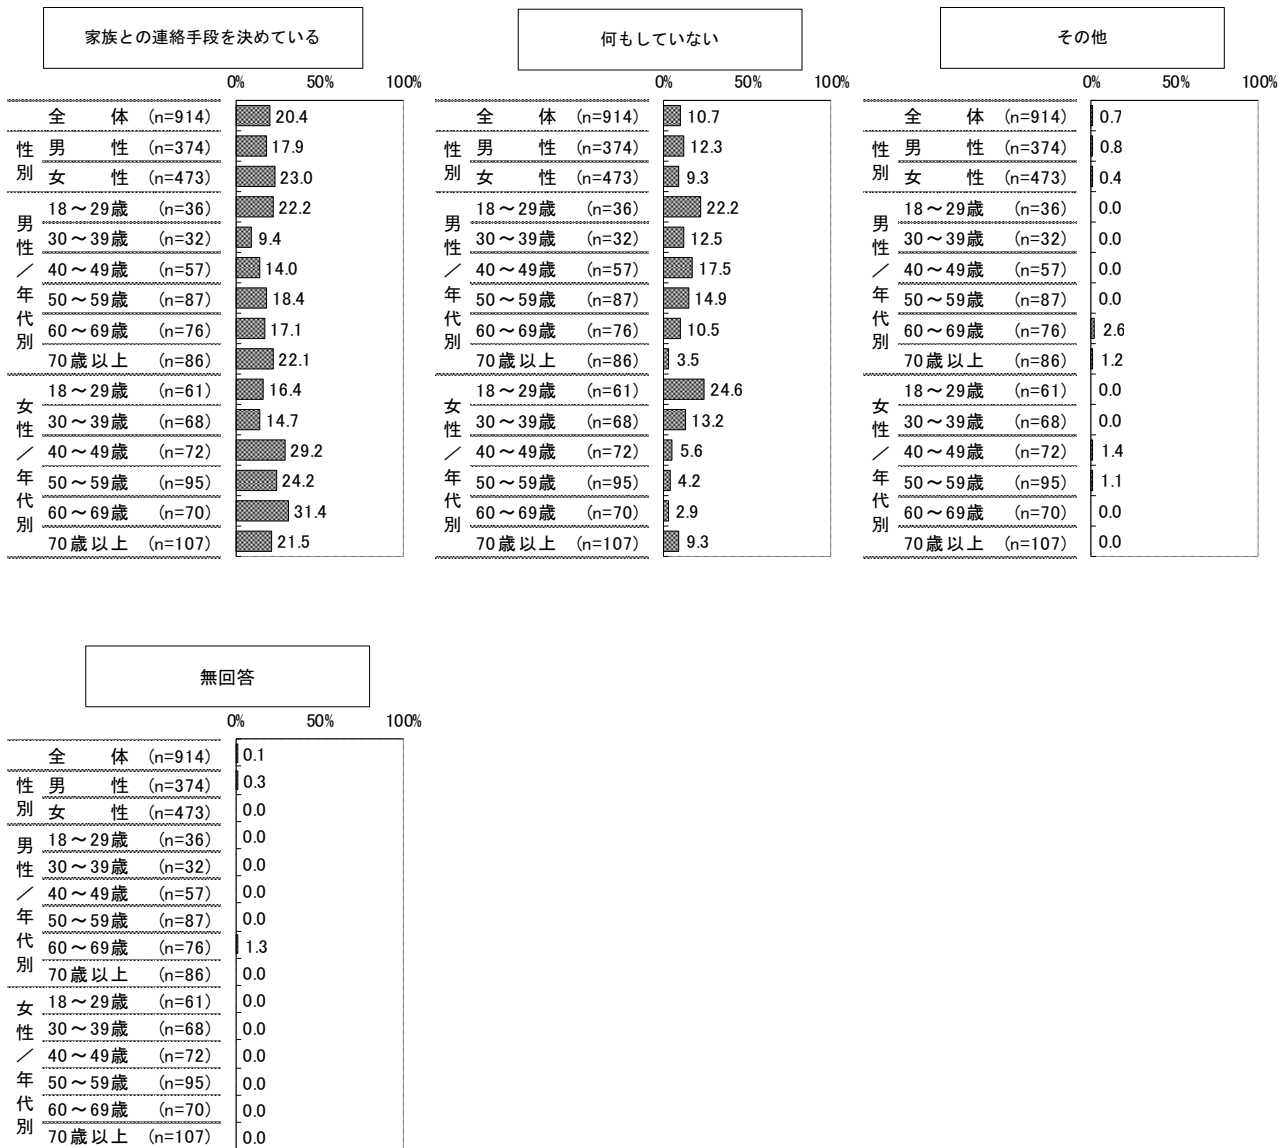 家族との連絡手段を決めている
0% 50% 100%
全 体 (n=914) 20.4
性別
男 性 (n=374) 17.9
女 性 (n=473) 23.0
男性／年代別
18～29歳 (n=36) 22.2
30～39歳 (n=32) 9.4
40～49歳 (n=57) 14.0
50～59歳 (n=87) 18.4
60～69歳 (n=76) 17.1
70歳以上 (n=86) 22.1
女性／年代別
18～29歳 (n=61) 16.4
30～39歳 (n=68) 14.7
40～49歳 (n=72) 29.2
50～59歳 (n=95) 24.2
60～69歳 (n=70) 31.4
70歳以上 (n=107) 21.5
何もしていない
0% 50% 100%
全 体 (n=914) 10.7
性別
男 性 (n=374) 12.3
女 性 (n=473) 9.3
男性／年代別
18～29歳 (n=36) 22.2
30～39歳 (n=32) 12.5
40～49歳 (n=57) 17.5
50～59歳 (n=87) 14.9
60～69歳 (n=76) 10.5
70歳以上 (n=86) 3.5
女性／年代別
18～29歳 (n=61) 24.6
30～39歳 (n=68) 13.2
40～49歳 (n=72) 5.6
50～59歳 (n=95) 4.2
60～69歳 (n=70) 2.9
70歳以上 (n=107) 9.3
その他
0% 50% 100%
全 体 (n=914) 0.7
性別
男 性 (n=374) 0.8
女 性 (n=473) 0.4
男性／年代別
18～29歳 (n=36) 0.0
30～39歳 (n=32) 0.0
40～49歳 (n=57) 0.0
50～59歳 (n=87) 0.0
60～69歳 (n=76) 2.6
70歳以上 (n=86) 1.2
女性／年代別
18～29歳 (n=61) 0.0
30～39歳 (n=68) 0.0
40～49歳 (n=72) 1.4
50～59歳 (n=95) 1.1
60～69歳 (n=70) 0.0
70歳以上 (n=107) 0.0
無回答
0% 50% 100%
全 体 (n=914) 0.1
性別
男 性 (n=374) 0.3
女 性 (n=473) 0.0
男性／年代別
18～29歳 (n=36) 0.0
30～39歳 (n=32) 0.0
40～49歳 (n=57) 0.0
50～59歳 (n=87) 0.0
60～69歳 (n=76) 1.3
70歳以上 (n=86) 0.0
女性／年代別
18～29歳 (n=61) 0.0
30～39歳 (n=68) 0.0
40～49歳 (n=72) 0.0
50～59歳 (n=95) 0.0
60～69歳 (n=70) 0.0
70歳以上 (n=107) 0.0